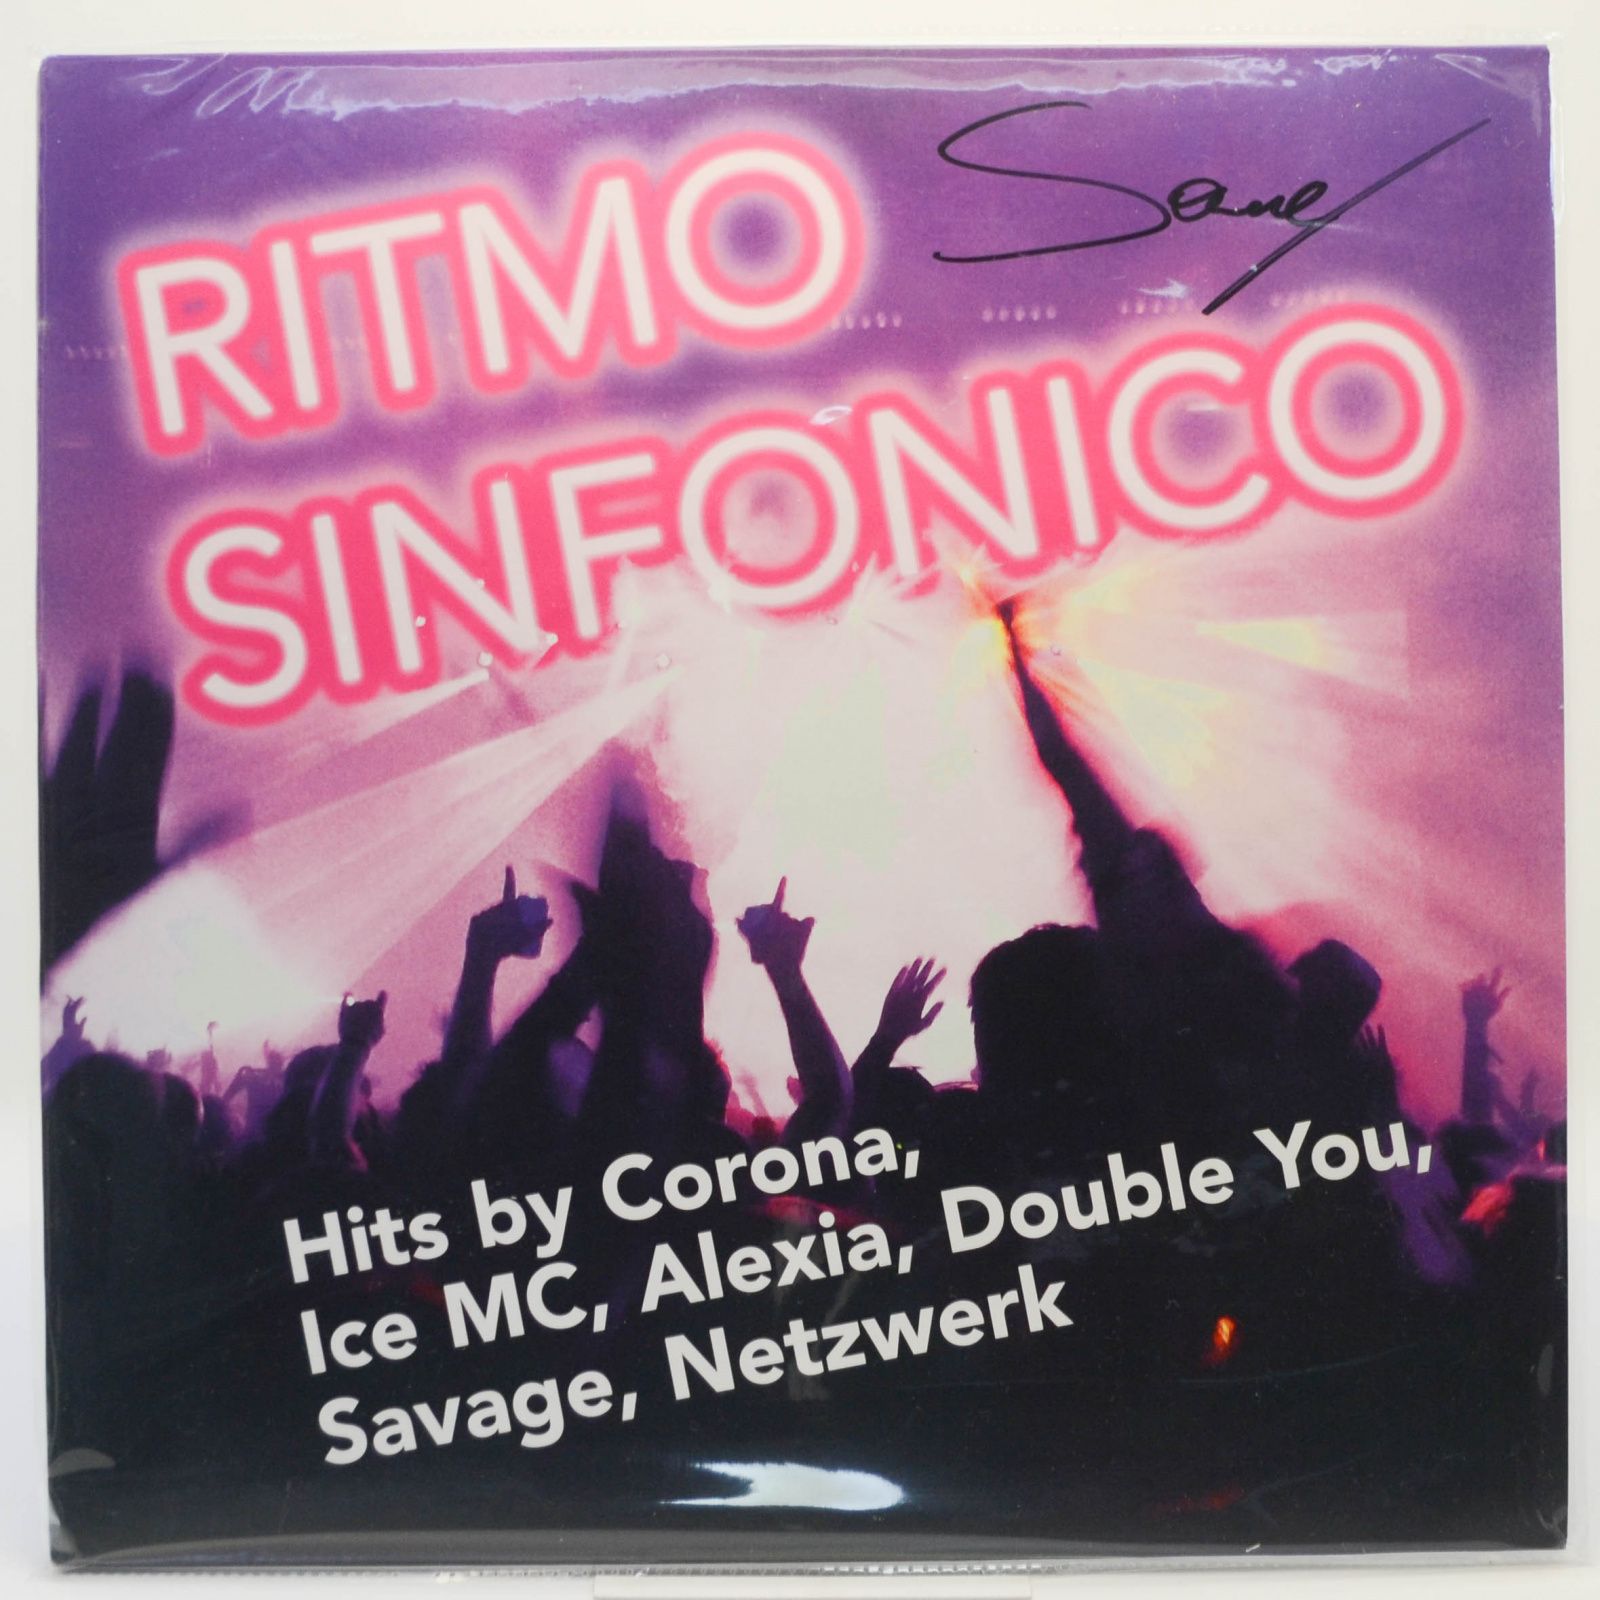 RITMO
SINFONICO
Hits by Corona,
Ice MC, Alexia, Double You,
Savage, Netzwerk